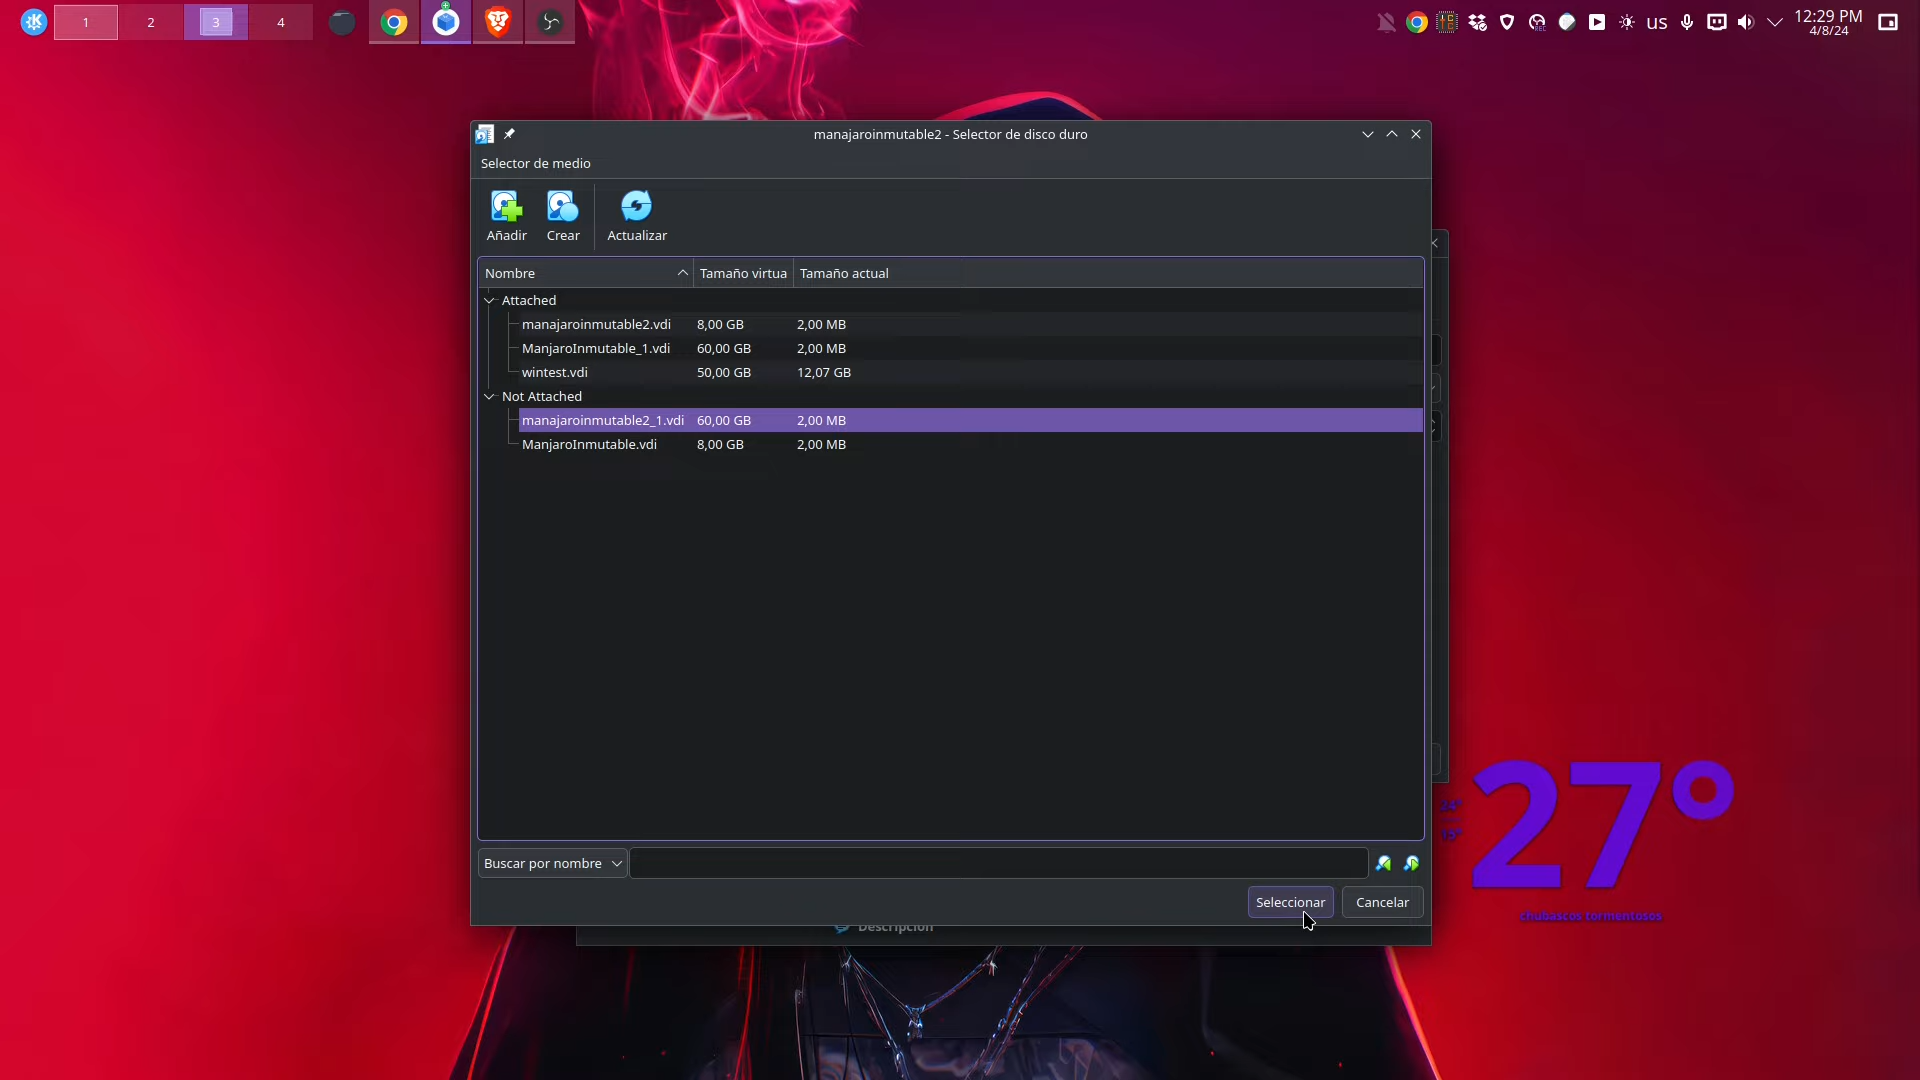 1
2
3
4
us
12:29 PM
4/8/24
manajaroinmutable2 - Selector de disco duro
Selector de medio
Añadir
Crear
Actualizar
Nombre
Tamaño virtua
Tamaño actual
Attached
manajaroinmutable2.vdi 8,00 GB 2,00 MB
ManjaroInmutable_1.vdi 60,00 GB 2,00 MB
wintest.vdi 50,00 GB 12,07 GB
Not Attached
manajaroinmutable2_1.vdi 60,00 GB 2,00 MB
ManjaroInmutable.vdi 8,00 GB 2,00 MB
Buscar por nombre
Seleccionar
Cancelar
Descripción
27°
chubascos tormentosos